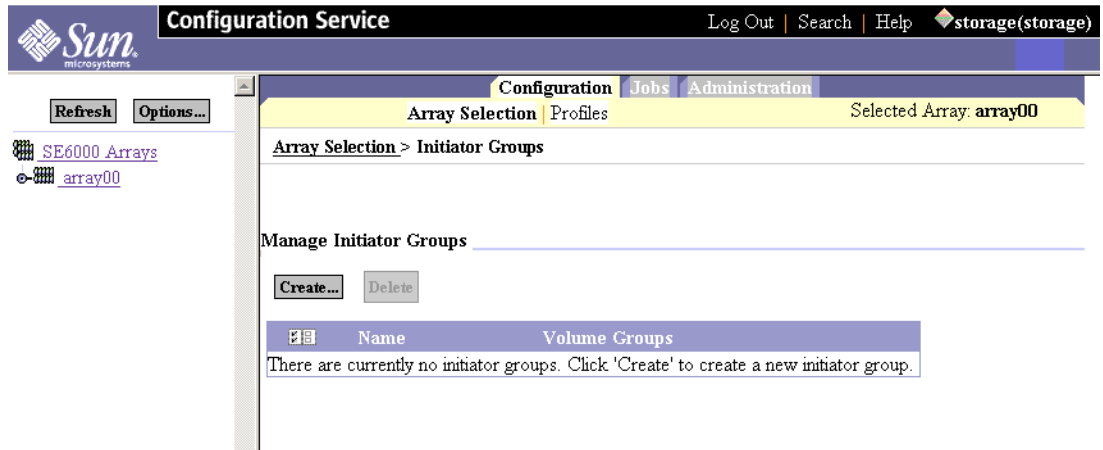 Configuration Service
Log Out | Search | Help storage(storage)
Sun
microsystems
Refresh Options...
SE6000 Arrays
array00
Configuration Jobs Administration
Array Selection | Profiles
Selected Array: array00
Array Selection > Initiator Groups
Manage Initiator Groups
Create... Delete
Name Volume Groups
There are currently no initiator groups. Click 'Create' to create a new initiator group.